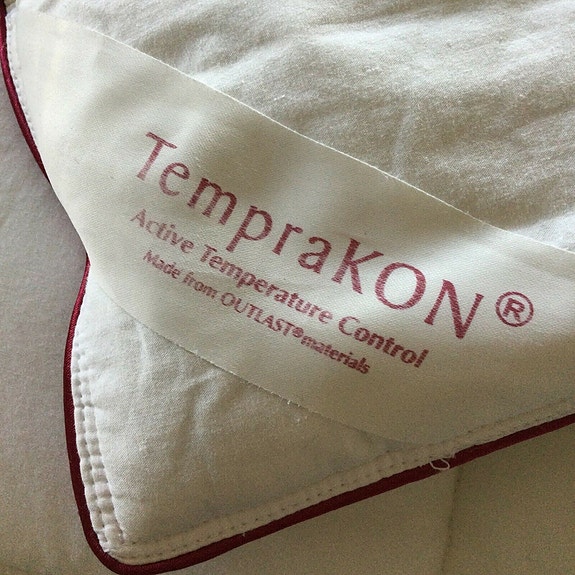 TempraKON®
Active Temperature Control
Made from OUTLAST® materials